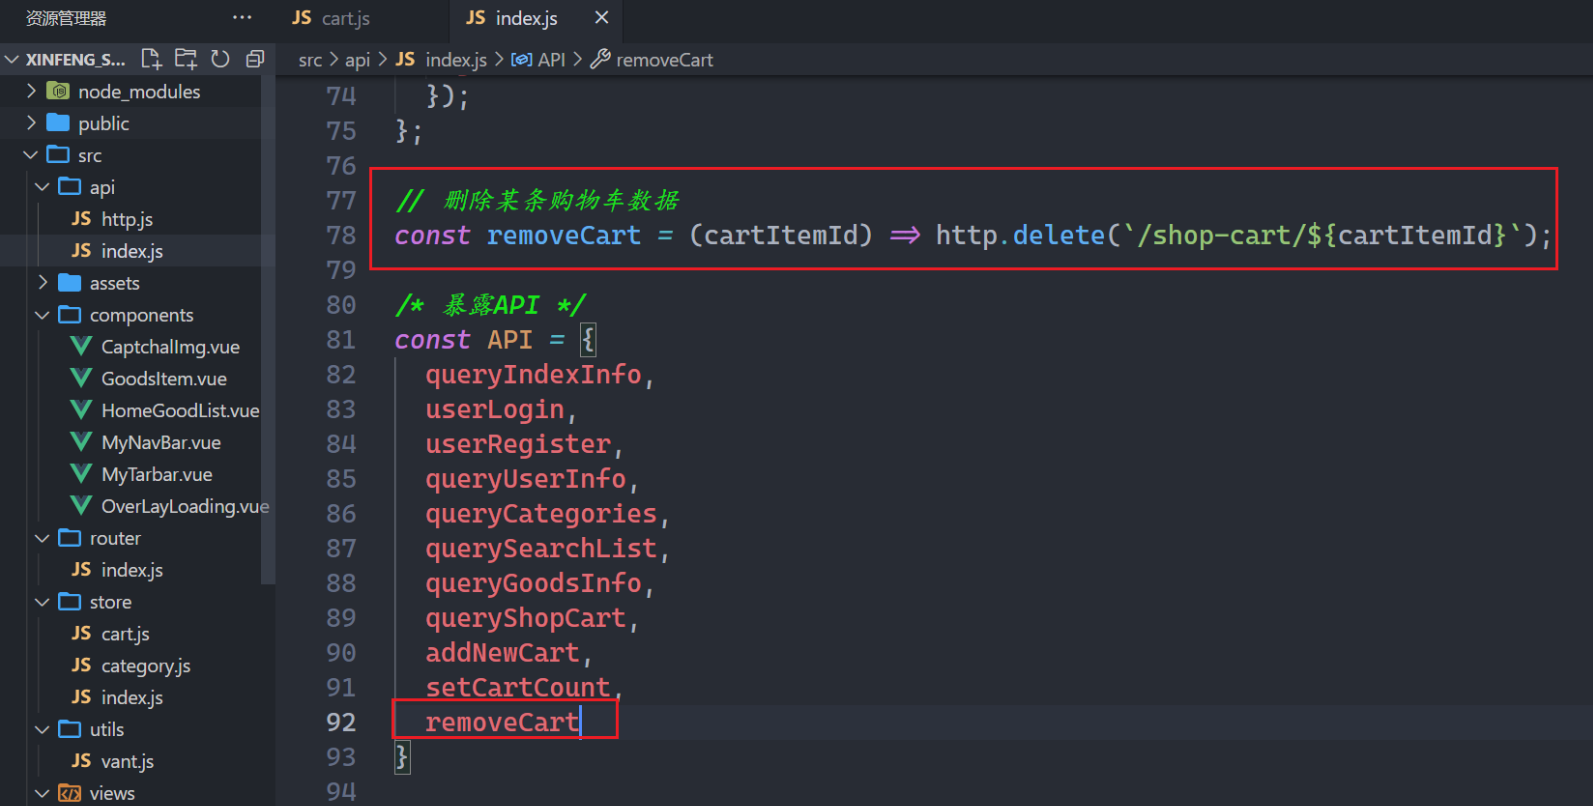 资源管理器 ···
JS cart.js
JS index.js ×
XINFENG_S...
src > api > JS index.js > API > removeCart
node_modules
public
src
api
JS http.js
JS index.js
assets
components
CaptchaImg.vue
GoodsItem.vue
HomeGoodList.vue
MyNavBar.vue
MyTarbar.vue
OverLayLoading.vue
router
JS index.js
store
JS cart.js
JS category.js
JS index.js
utils
JS vant.js
views
74 });
75 };
76
77 // 删除某条购物车数据
78 const removeCart = (cartItemId) => http.delete(`/shop-cart/${cartItemId}`);
79
80 /* 暴露API */
81 const API = {
82 queryIndexInfo,
83 userLogin,
84 userRegister,
85 queryUserInfo,
86 queryCategories,
87 querySearchList,
88 queryGoodsInfo,
89 queryShopCart,
90 addNewCart,
91 setCartCount,
92 removeCart
93 }
94